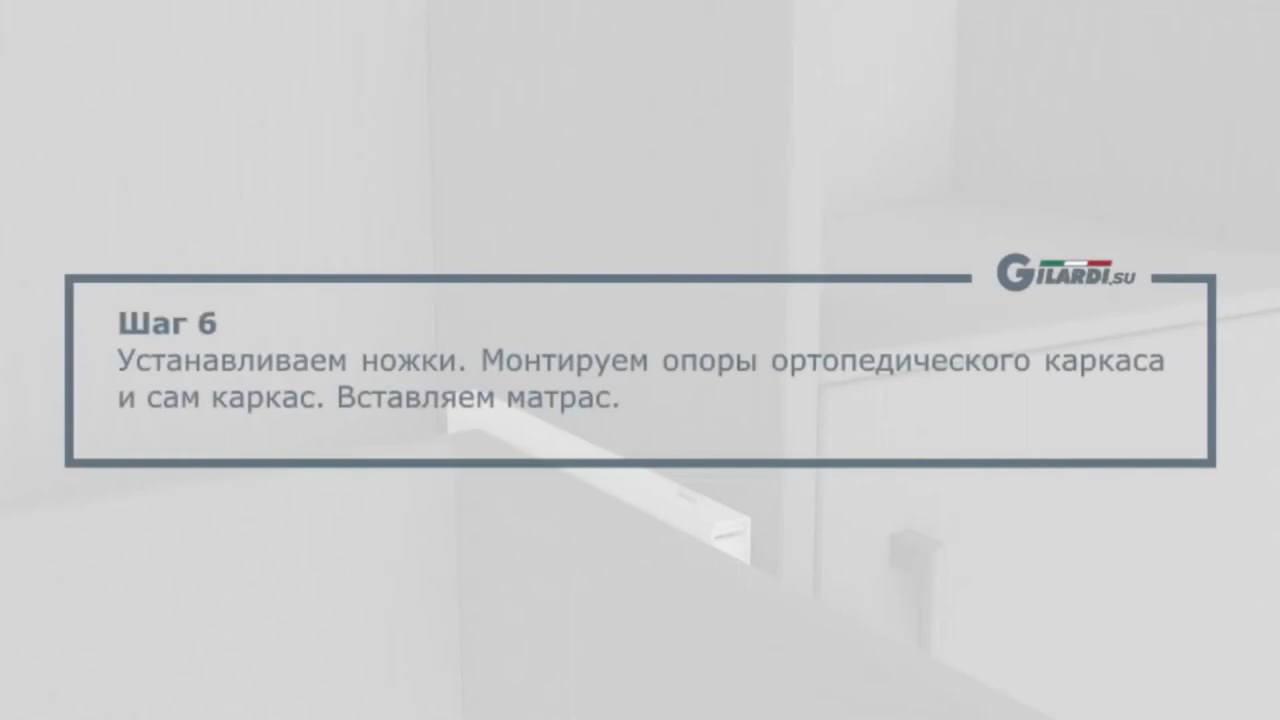 GILARDI.SU
Шаг 6
Устанавливаем ножки. Монтируем опоры ортопедического каркаса
и сам каркас. Вставляем матрас.